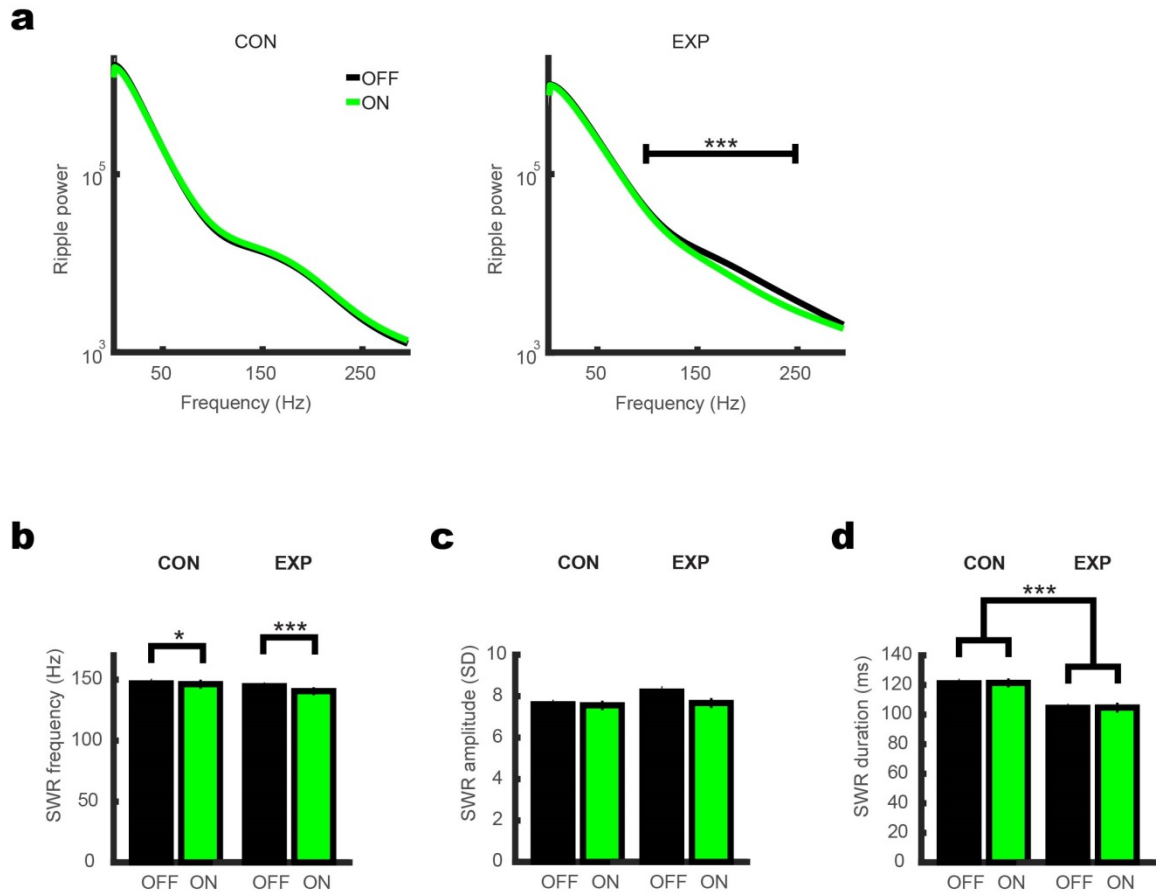 a
CON
EXP
OFF
ON
***
10^5
10^5
Ripple power
Ripple power
10^3
10^3
50 150 250
50 150 250
Frequency (Hz)
Frequency (Hz)
b
c
d
CON EXP
CON EXP
CON EXP
***
* ***
SWR frequency (Hz)
150
100
50
0
OFF ON OFF ON
SWR amplitude (SD)
10
8
6
4
2
0
OFF ON OFF ON
SWR duration (ms)
140
120
100
80
60
40
20
0
OFF ON OFF ON